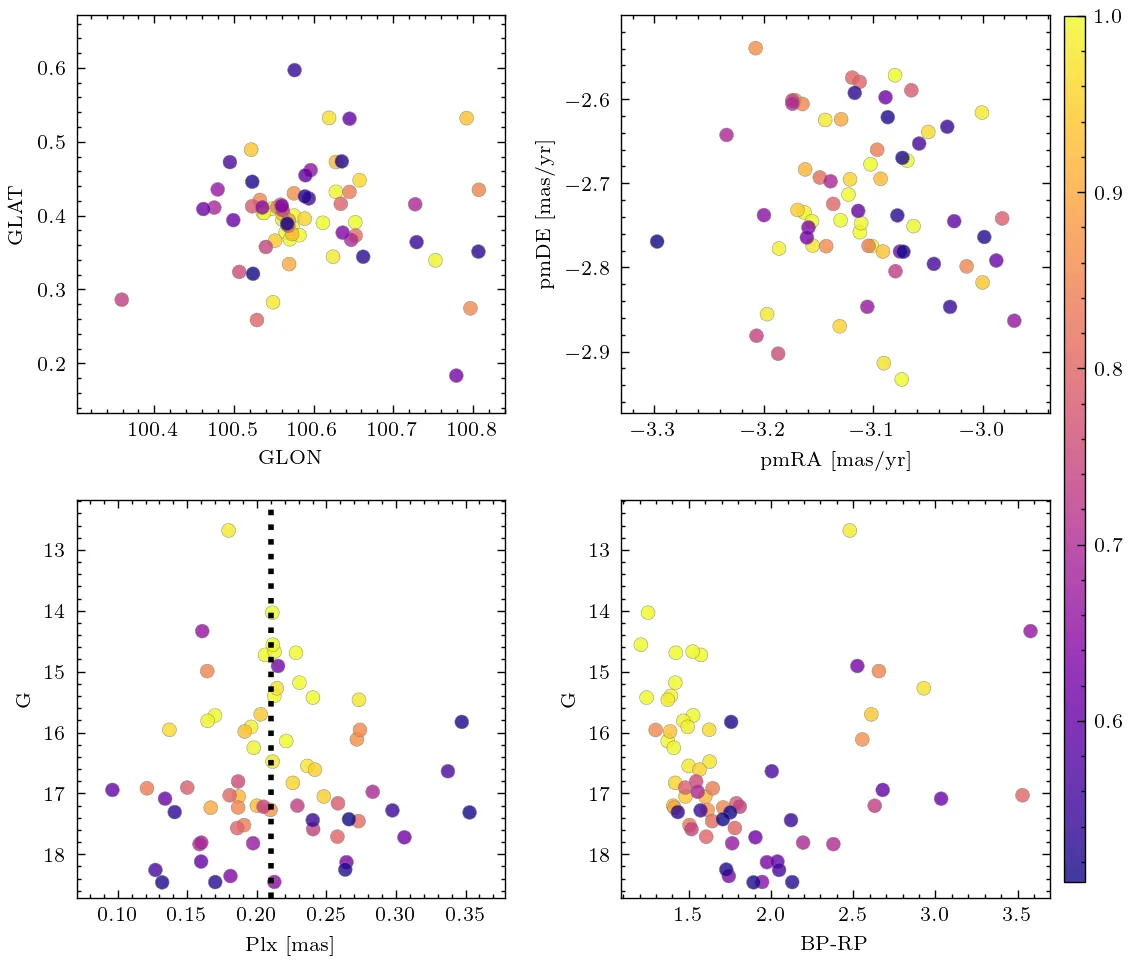 0.6
0.5
0.4
0.3
0.2
GLAT
100.4 100.5 100.6 100.7 100.8
GLON
−2.6
−2.7
−2.8
−2.9
pmDE [mas/yr]
−3.3 −3.2 −3.1 −3.0
pmRA [mas/yr]
1.0
0.9
0.8
0.7
0.6
13
14
15
16
17
18
G
0.10 0.15 0.20 0.25 0.30 0.35
Plx [mas]
13
14
15
16
17
18
G
1.5 2.0 2.5 3.0 3.5
BP-RP